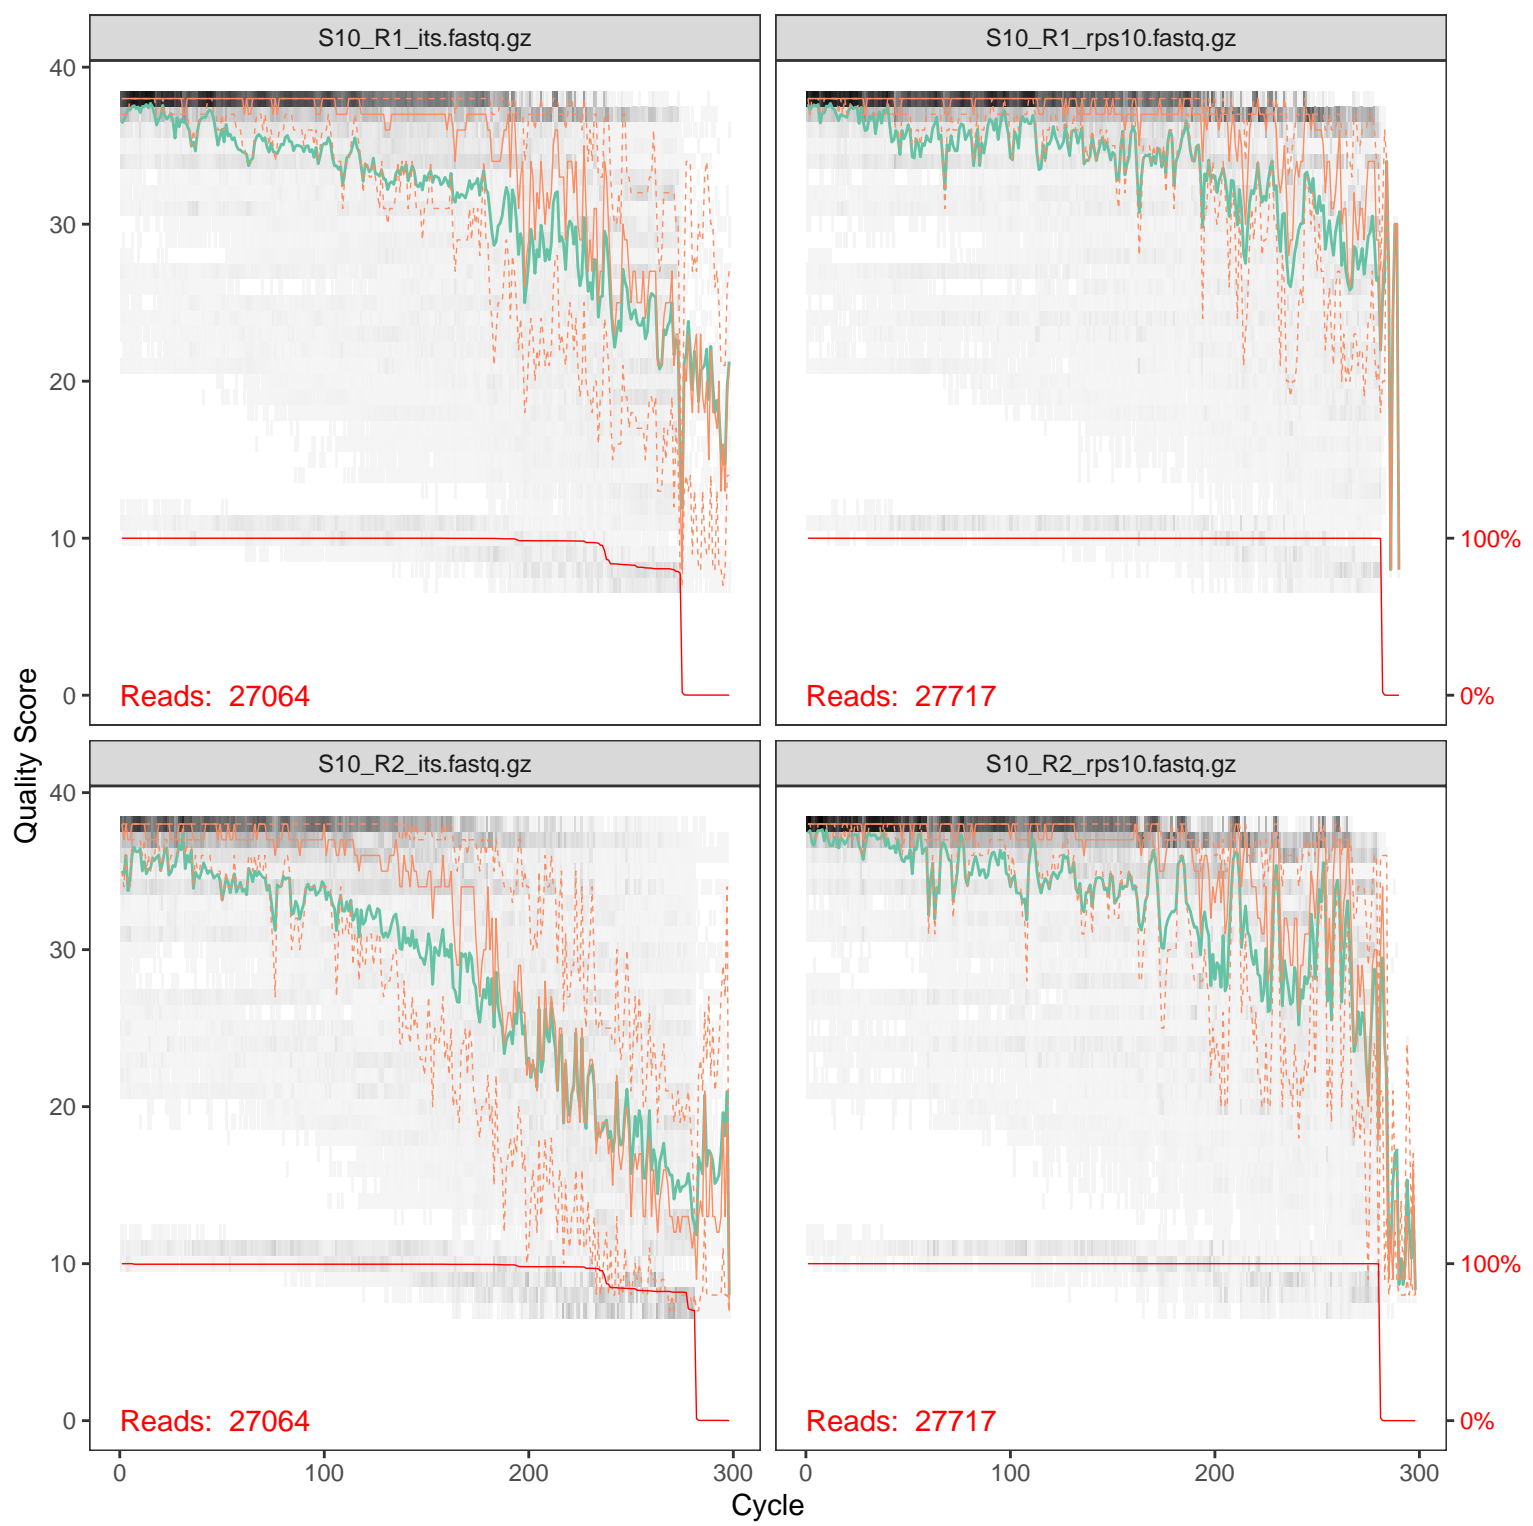 S10_R1_its.fastq.gz
S10_R1_rps10.fastq.gz
40
30
20
10
0
100%
0%
Reads: 27064
Reads: 27717
Quality Score
S10_R2_its.fastq.gz
S10_R2_rps10.fastq.gz
40
30
20
10
0
100%
0%
Reads: 27064
Reads: 27717
0 100 200 300
0 100 200 300
Cycle